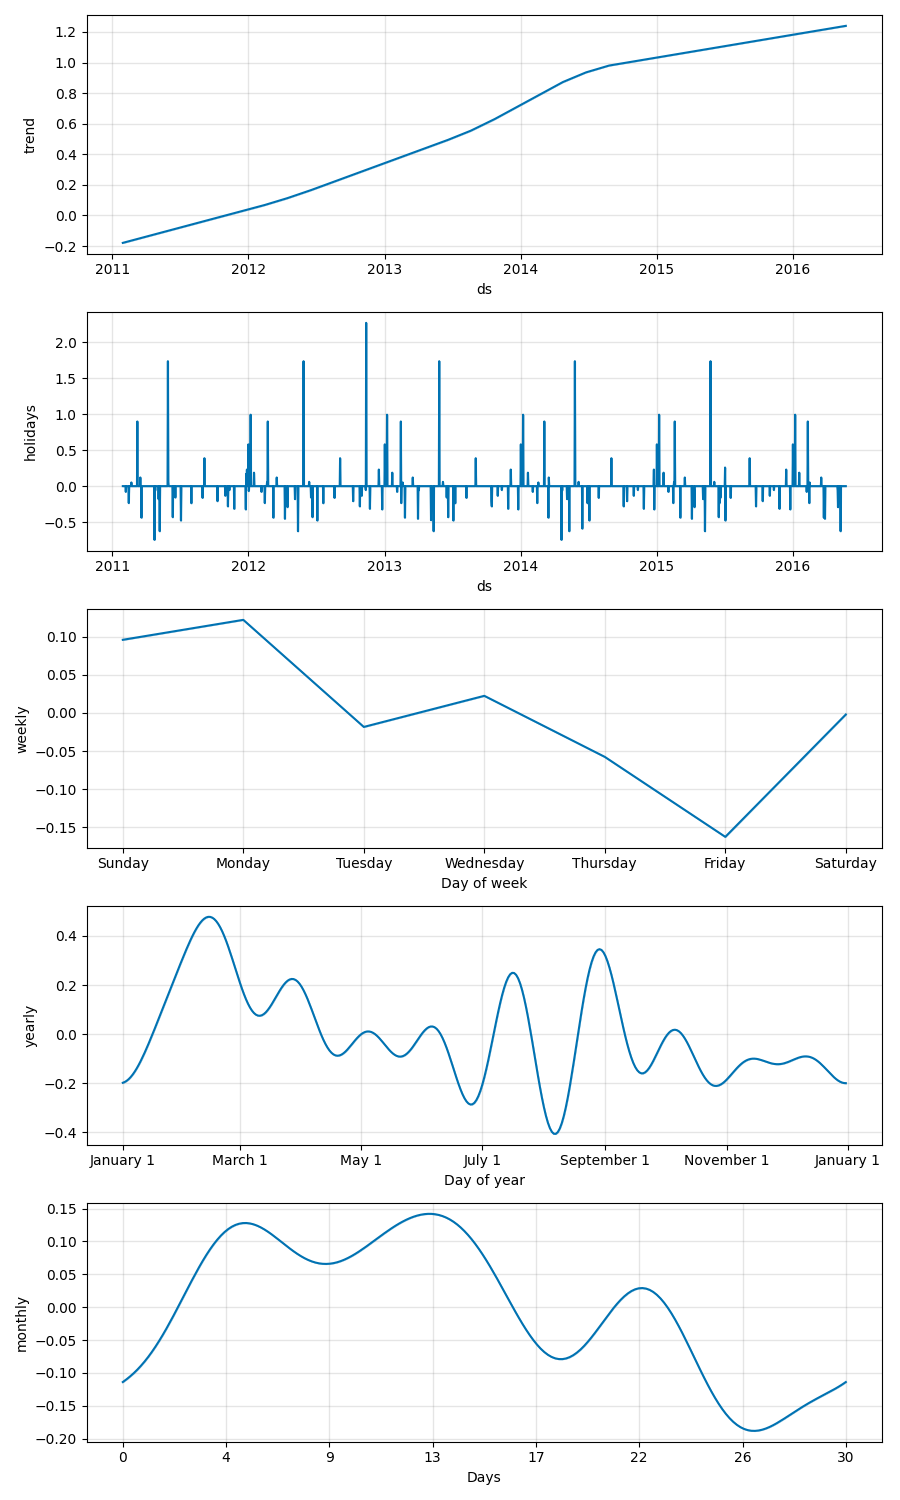 trend
1.2
1.0
0.8
0.6
0.4
0.2
0.0
−0.2
2011 2012 2013 2014 2015 2016
ds
holidays
2.0
1.5
1.0
0.5
0.0
−0.5
2011 2012 2013 2014 2015 2016
ds
weekly
0.10
0.05
0.00
−0.05
−0.10
−0.15
Sunday Monday Tuesday Wednesday Thursday Friday Saturday
Day of week
yearly
0.4
0.2
0.0
−0.2
−0.4
January 1 March 1 May 1 July 1 September 1 November 1 January 1
Day of year
monthly
0.15
0.10
0.05
0.00
−0.05
−0.10
−0.15
−0.20
0 4 9 13 17 22 26 30
Days